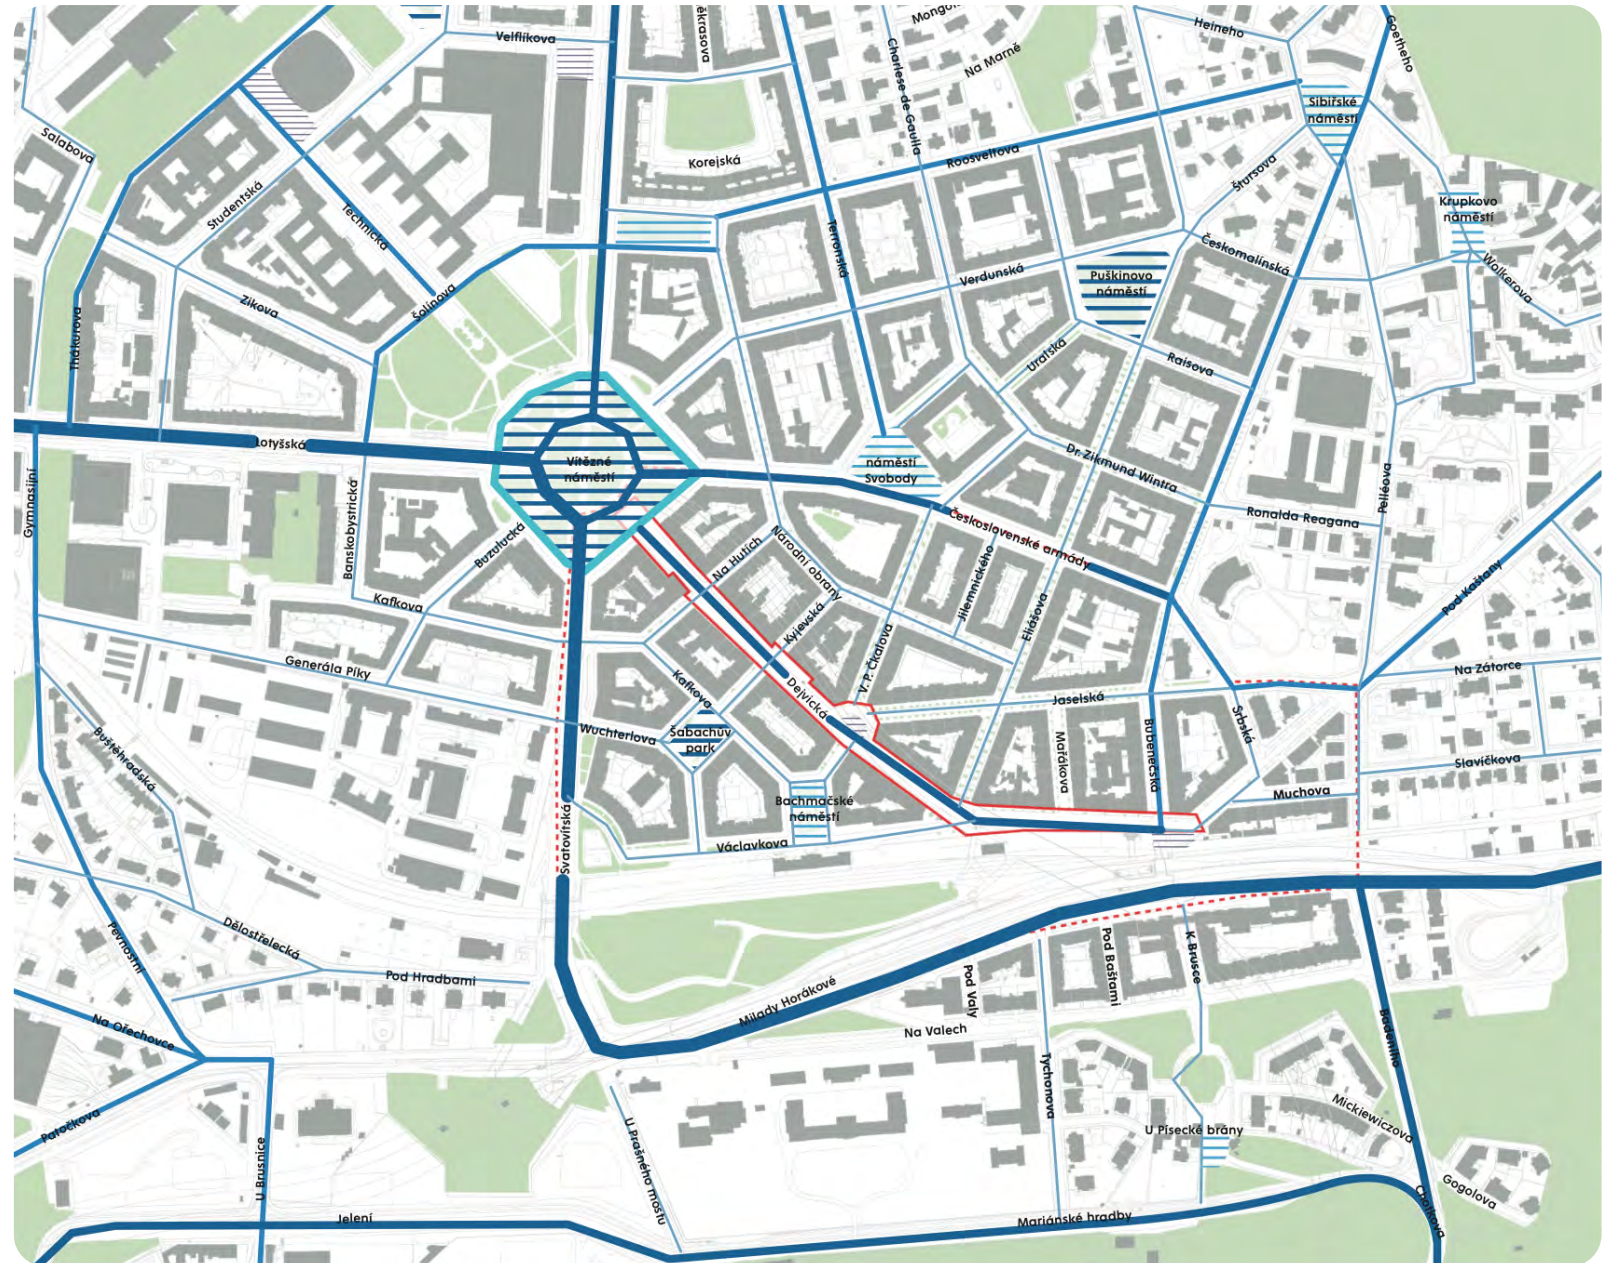 Velflíkova
Heineho
Goetheho
Na Marně
Charlese de Gaulla
Sibiřské
náměstí
Salabova
Korejská
Roosveltova
Štursova
Studentská
Technická
Krupkovo
náměstí
Terronská
Českomalínská
Wolkerova
Verdunská
Puškinovo
náměstí
Zikova
Šolínova
Thákurova
Uralská
Raisova
Lotyšská
Vítězné
náměstí
náměstí
Svobody
Dr. Zikmund Wintra
Pelléova
Gymnasijní
Banskobystrická
Buzulucká
Československé armády
Ronalda Reagana
Na Hutích
Národní obrany
Jilemnického
Pod Kaštany
Kafkova
Kyjevská
Eliášova
V. P. Čkalova
Generála Píky
Kafkova
Dejvická
Jaselská
Na Zátorce
Wuchterlova
Šabachův
park
Srbská
Bubenečská
Mařákova
Buštěhradská
Slavíčkova
Bachmačské
náměstí
Muchova
Svatovítská
Václavkova
Pevnostní
Dělostřelecká
Pod Hradbami
Pod Valy
Pod Baštami
K Brusce
Milady Horákové
Na Valech
Na Ořechovce
Badeniho
Tychonova
Patočkova
Mickiewiczova
U Písecké brány
U Brusnice
U Prašného mostu
Gogolova
Chotkova
Jelení
Mariánské hradby